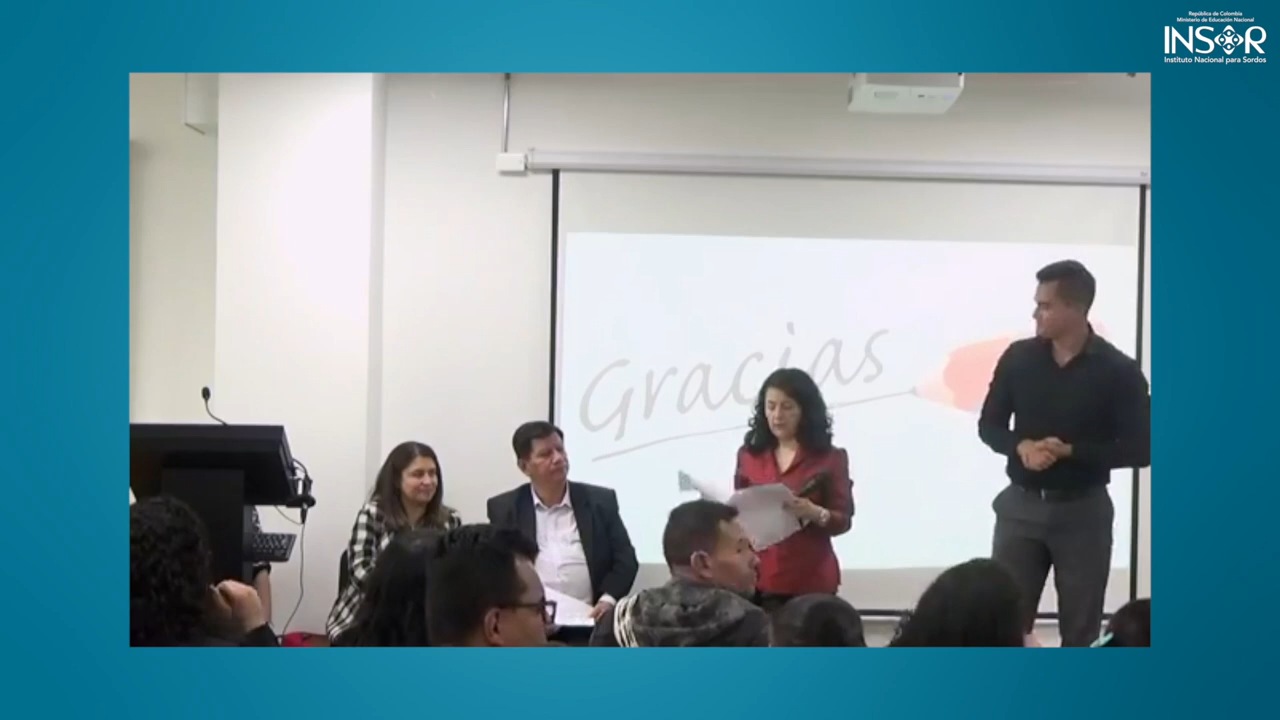 República de Colombia
Ministerio de Educación Nacional
INSOR
Instituto Nacional para Sordos
Gracias